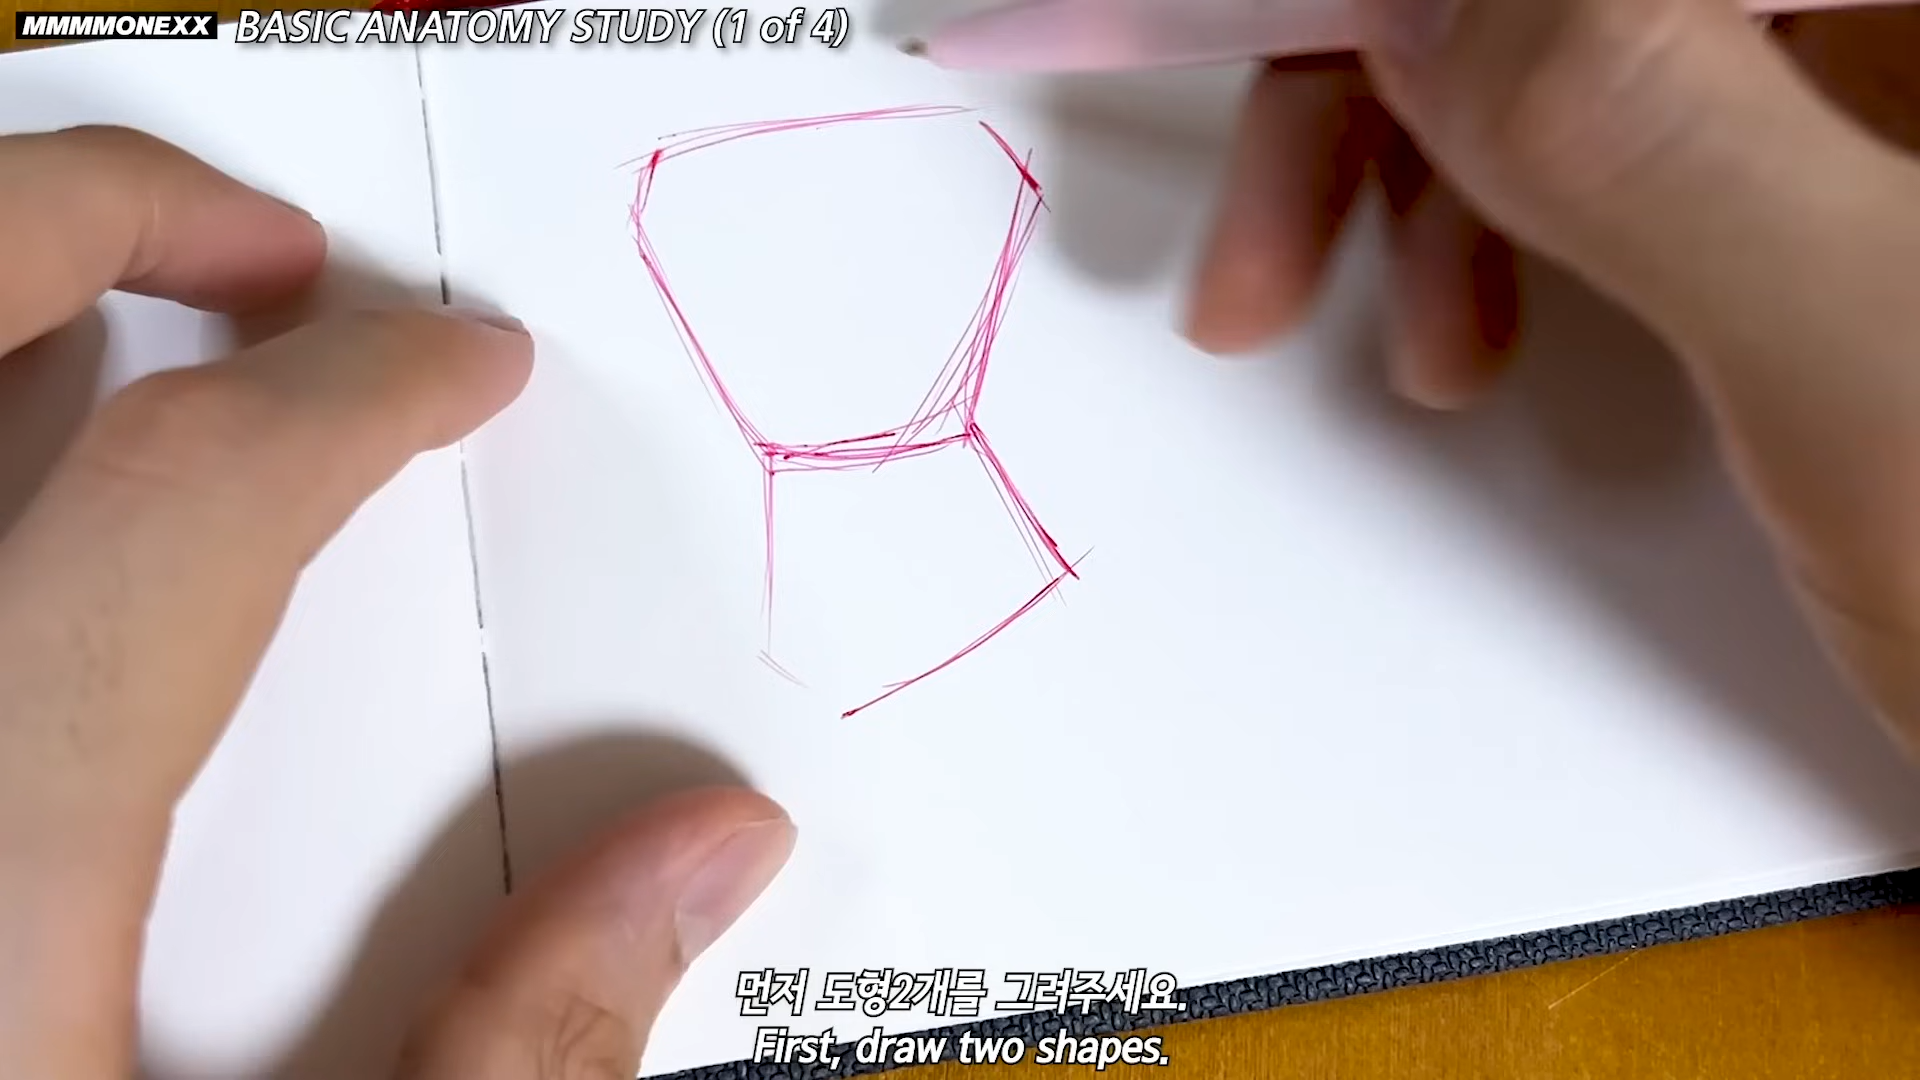 MMMMONEXX BASIC ANATOMY STUDY (1 of 4)
먼저 도형2개를 그려주세요.
First, draw two shapes.